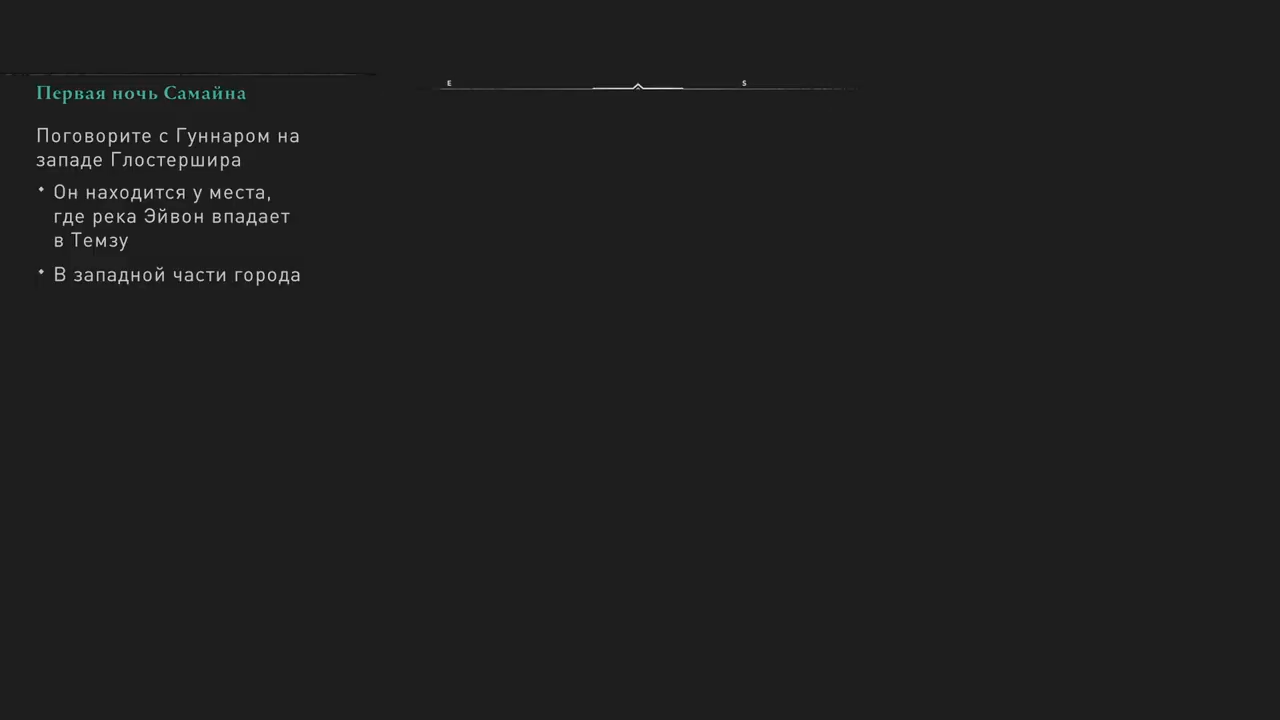 E S
Первая ночь Самайна
Поговорите с Гуннаром на
западе Глостершира
Он находится у места,
где река Эйвон впадает
в Темзу
В западной части города